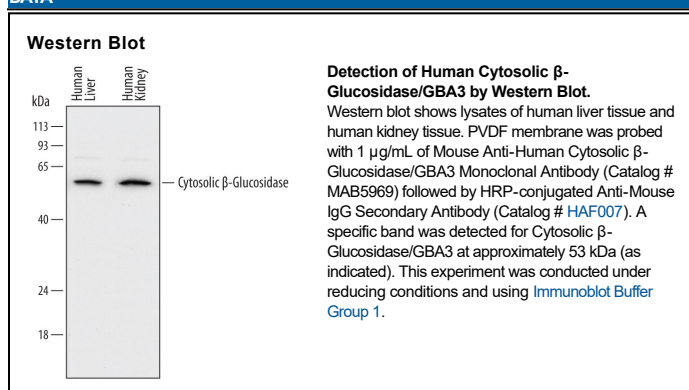 DATA
Western Blot
Human
Liver
Human
Kidney
kDa
113
93
65
40
24
18
Cytosolic β-Glucosidase
Detection of Human Cytosolic β-
Glucosidase/GBA3 by Western Blot.
Western blot shows lysates of human liver tissue and
human kidney tissue. PVDF membrane was probed
with 1 µg/mL of Mouse Anti-Human Cytosolic β-
Glucosidase/GBA3 Monoclonal Antibody (Catalog #
MAB5969) followed by HRP-conjugated Anti-Mouse
IgG Secondary Antibody (Catalog # HAF007). A
specific band was detected for Cytosolic β-
Glucosidase/GBA3 at approximately 53 kDa (as
indicated). This experiment was conducted under
reducing conditions and using Immunoblot Buffer
Group 1.